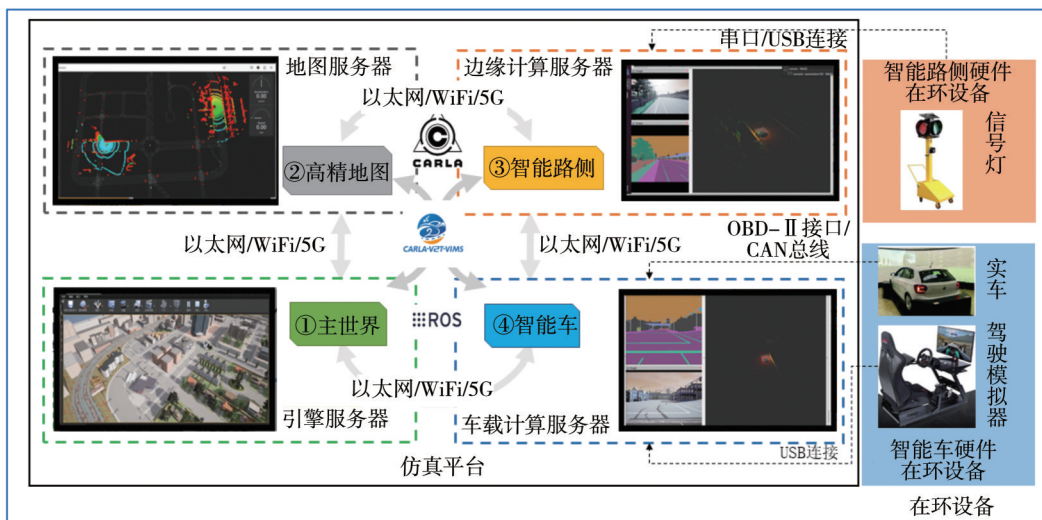 串口/USB连接
地图服务器
边缘计算服务器
智能路侧硬件
在环设备
以太网/WiFi/5G
信号灯
CARLA
②高精地图
③智能路侧
CARLA-V2T-VIMS
以太网/WiFi/5G
以太网/WiFi/5G
OBD-Ⅱ接口/
CAN总线
实车
①主世界
ROS
④智能车
驾驶模拟器
以太网/WiFi/5G
引擎服务器
车载计算服务器
USB连接
智能车硬件
在环设备
仿真平台
在环设备